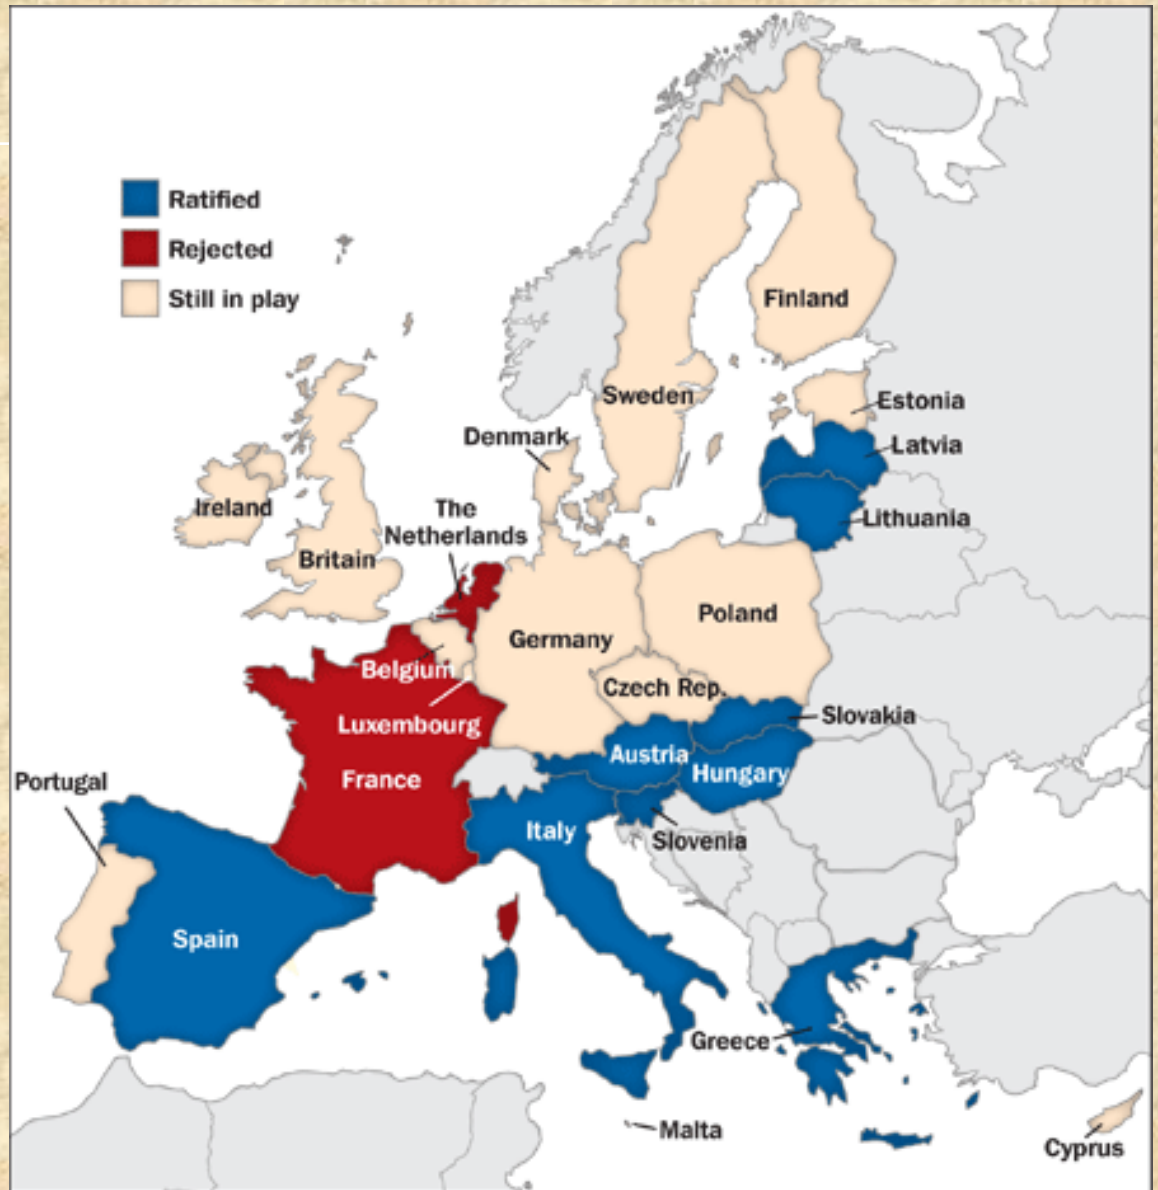 Ratified
Rejected
Still in play
Finland
Sweden
Estonia
Denmark
Latvia
Ireland
The
Netherlands
Lithuania
Britain
Poland
Germany
Belgium
Czech Rep.
Slovakia
Luxembourg
Austria
Hungary
France
Portugal
Italy
Slovenia
Spain
Greece
Malta
Cyprus